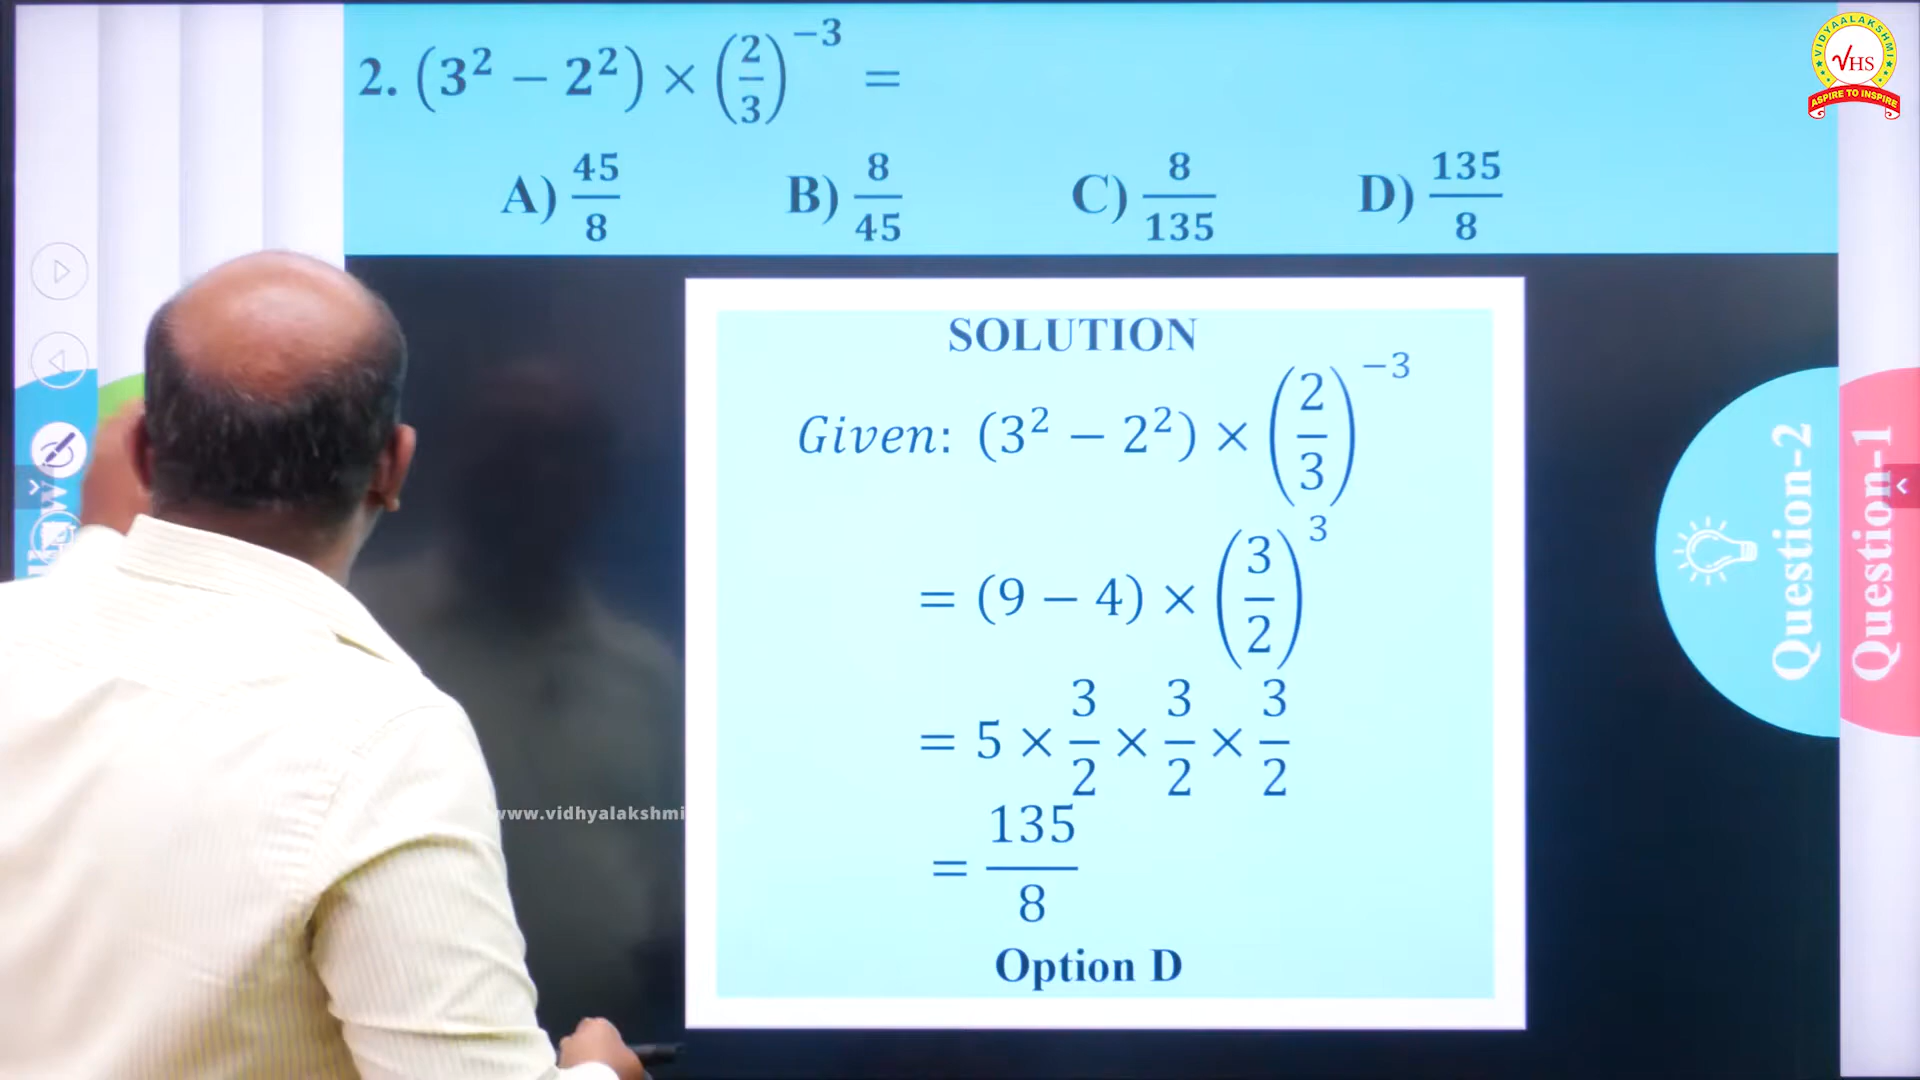 2. (3² − 2²) × (2/3)⁻³ =
A) 45/8 B) 8/45 C) 8/135 D) 135/8
SOLUTION
Given: (3² − 2²) × (2/3)⁻³
= (9 − 4) × (3/2)³
= 5 × 3/2 × 3/2 × 3/2
= 135/8
Option D
Question-2
Question-1
www.vidhyalakshmi
VIDYAALAKSHMI
VHS
ASPIRE TO INSPIRE